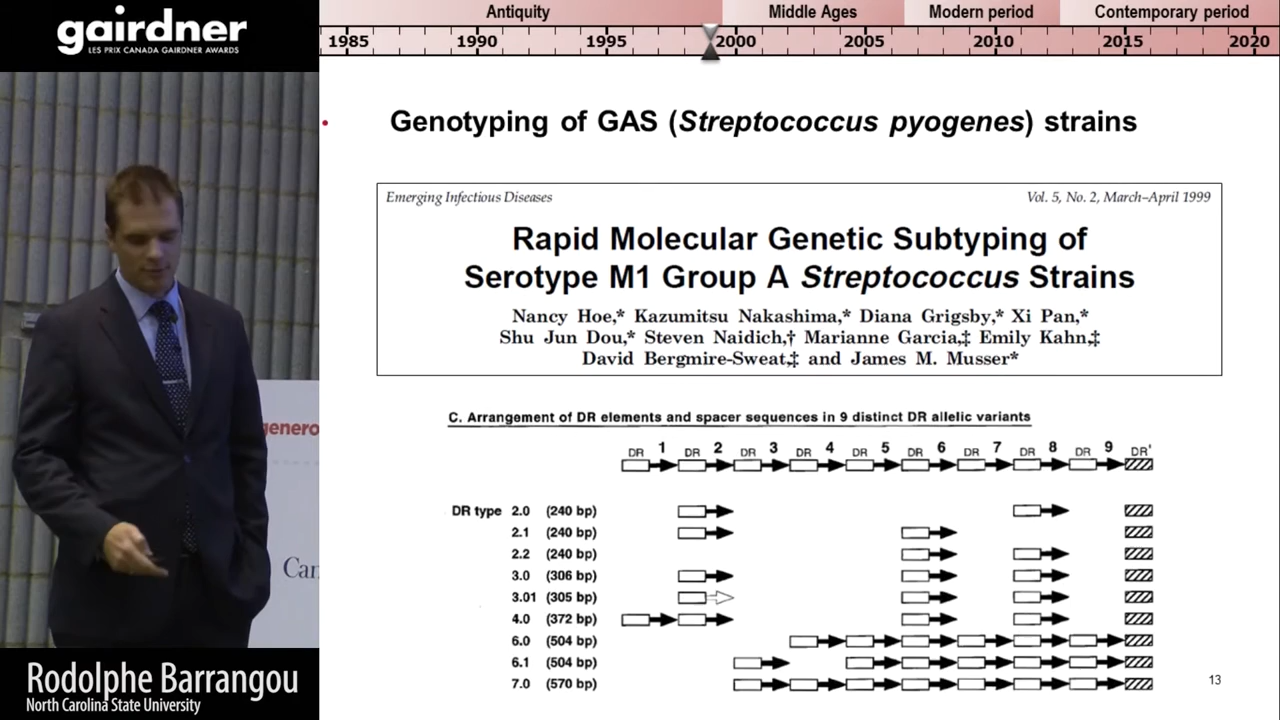 gairdner
LES PRIX CANADA GAIRDNER AWARDS
Antiquity Middle Ages Modern period Contemporary period
1985 1990 1995 2000 2005 2010 2015 2020
• Genotyping of GAS (Streptococcus pyogenes) strains
Emerging Infectious Diseases Vol. 5, No. 2, March–April 1999
Rapid Molecular Genetic Subtyping of
Serotype M1 Group A Streptococcus Strains
Nancy Hoe,* Kazumitsu Nakashima,* Diana Grigsby,* Xi Pan,*
Shu Jun Dou,* Steven Naidich,† Marianne Garcia,‡ Emily Kahn,‡
David Bergmire-Sweat,‡ and James M. Musser*
C. Arrangement of DR elements and spacer sequences in 9 distinct DR allelic variants
DR 1 DR 2 DR 3 DR 4 DR 5 DR 6 DR 7 DR 8 DR 9 DR'
DR type 2.0 (240 bp)
2.1 (240 bp)
2.2 (240 bp)
3.0 (306 bp)
3.01 (305 bp)
4.0 (372 bp)
6.0 (504 bp)
6.1 (504 bp)
7.0 (570 bp)
13
genero
Can
Rodolphe Barrangou
North Carolina State University